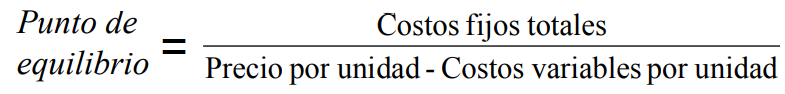 Punto de
equilibrio
=
Costos fijos totales
Precio por unidad - Costos variables por unidad